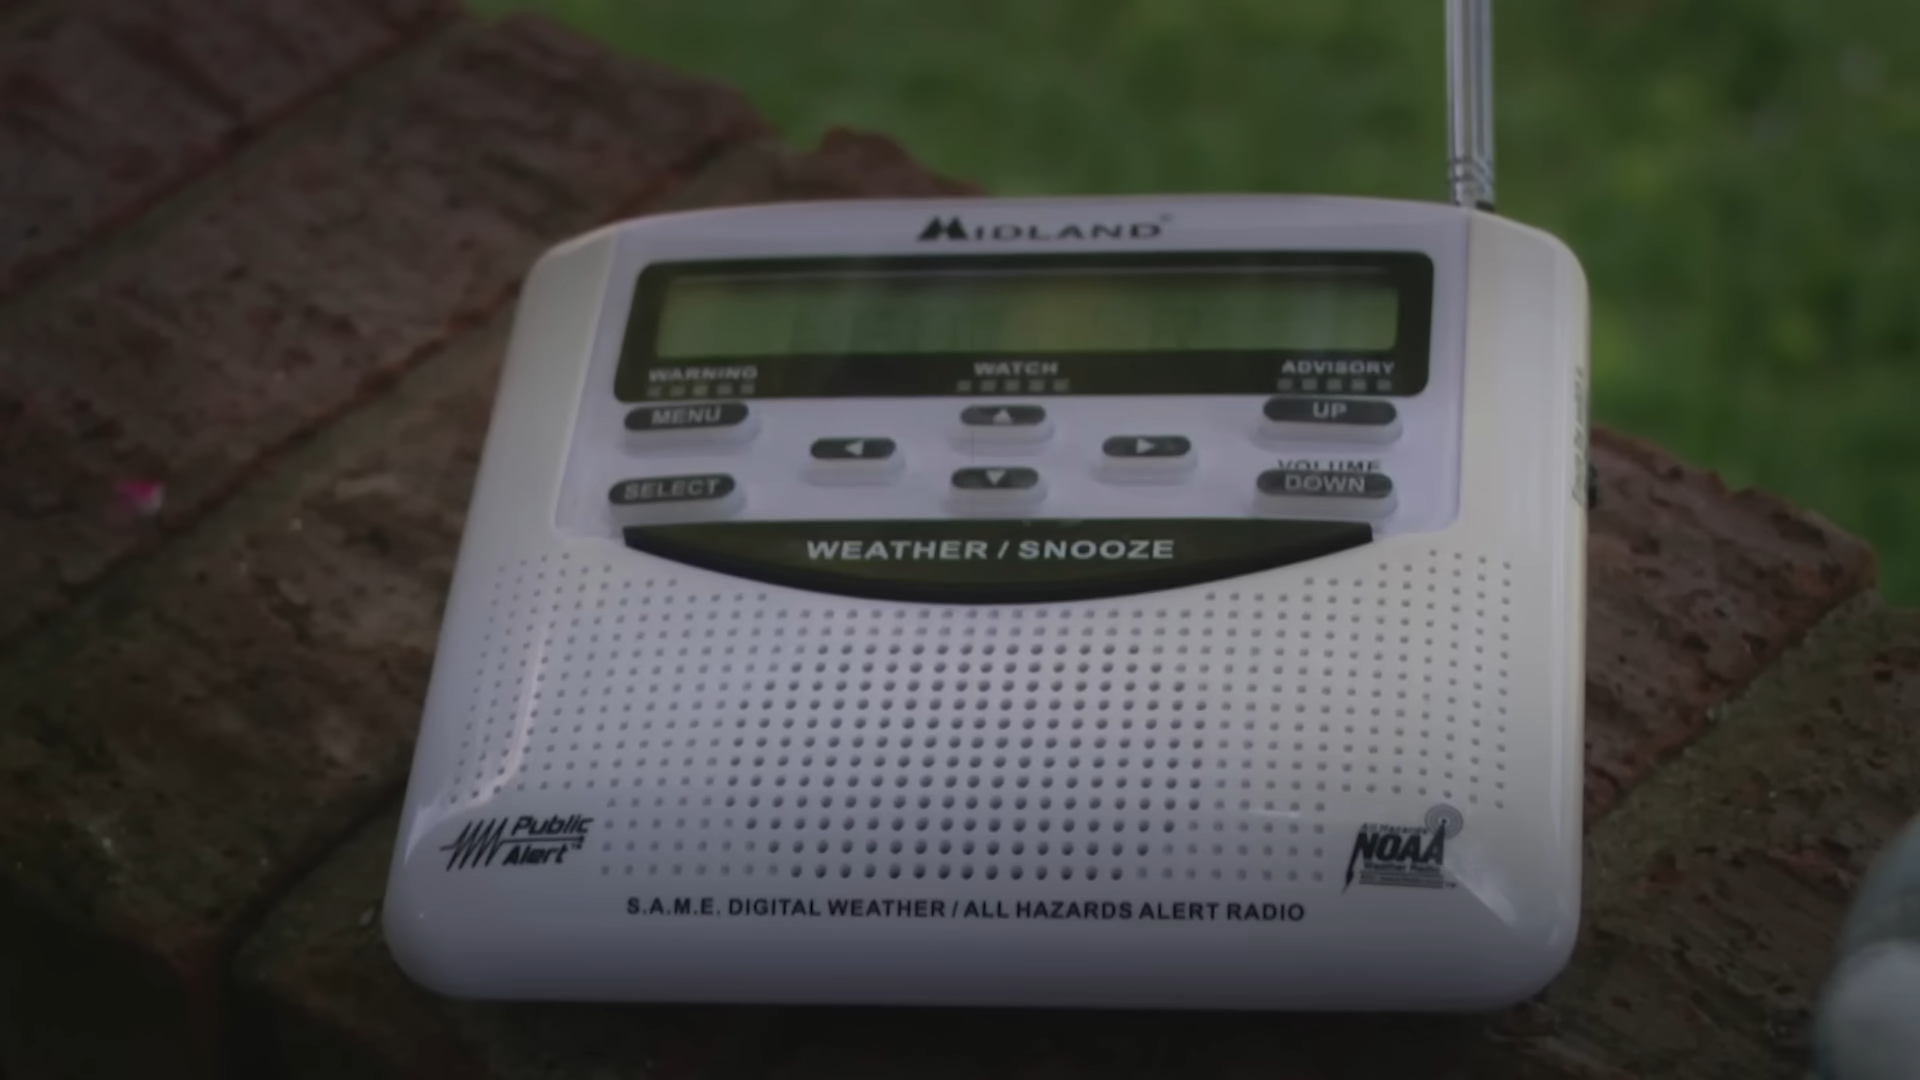 MIDLAND
WARNING WATCH ADVISORY
MENU UP
SELECT VOLUME
DOWN
WEATHER / SNOOZE
Public
Alert™
NOAA
S.A.M.E. DIGITAL WEATHER / ALL HAZARDS ALERT RADIO